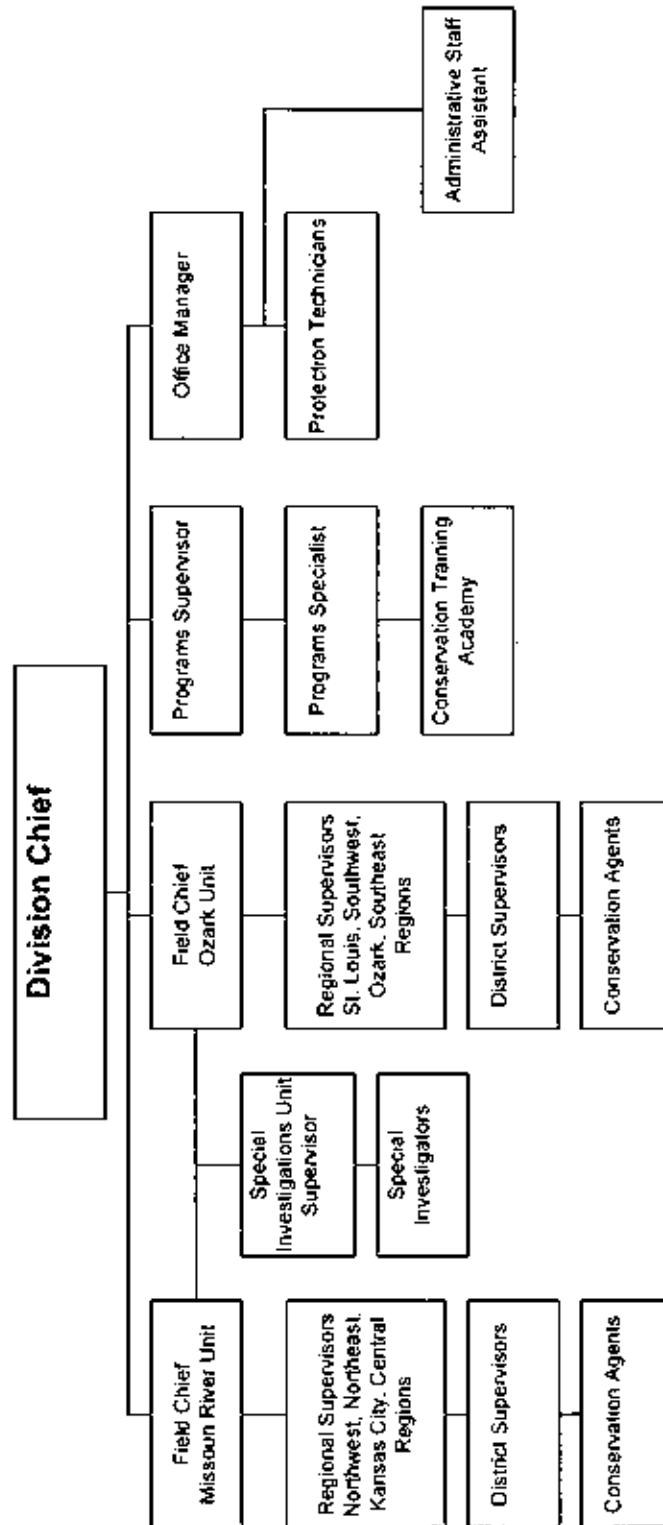 Division Chief
Field Chief
Missoun River Unit
Field Chief
Ozark Unit
Programs Supervisor
Office Manager
Special
Investigations Unit
Supervisor
Regional Supervisors
Northwest, Northeast,
Kansas City, Central
Regions
Regional Supervisors
St. Louis, Southwest,
Ozark, Southeast
Regions
Programs Specialist
Protectron Technicians
Special
Investigators
Conservation Training
Academy
Administrative Staff
Assistant
District Supervisors
District Supervisors
Conservation Agents
Conservation Agents